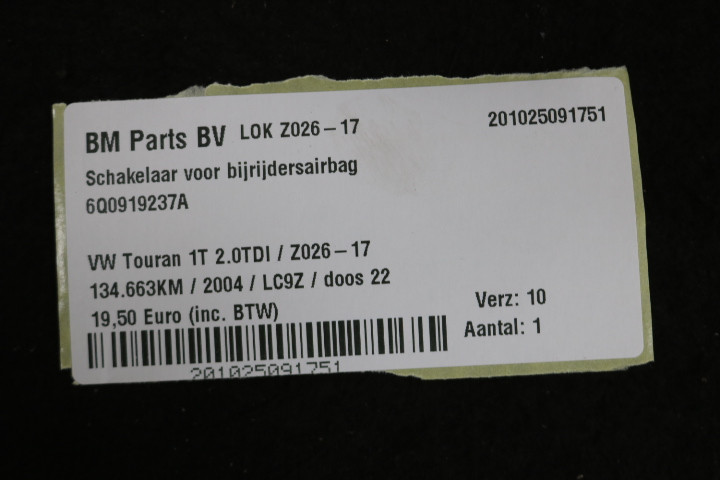 BM Parts BV LOK Z026-17 201025091751
Schakelaar voor bijrijdersairbag
6Q0919237A
VW Touran 1T 2.0TDI / Z026-17
134.663KM / 2004 / LC9Z / doos 22
19,50 Euro (inc. BTW) Verz: 10
Aantal: 1
201025091751